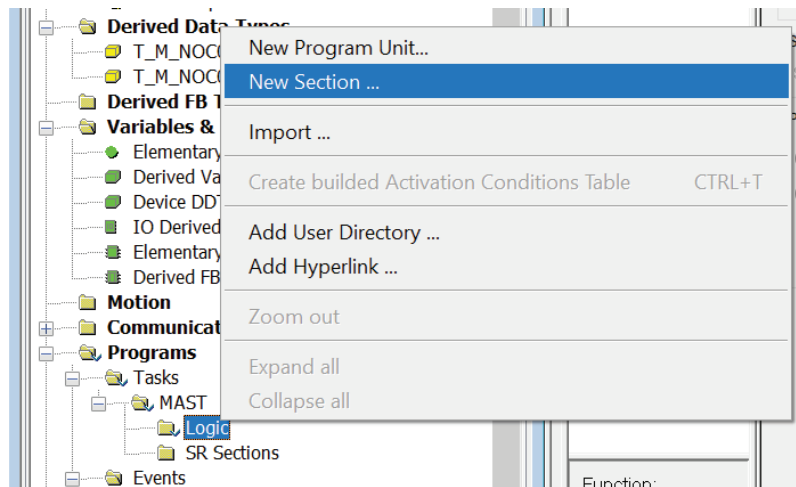 Derived Data Types
T_M_NOC
T_M_NOC
Derived FB T
Variables &
Elementary
Derived Va
Device DD
IO Derived
Elementary
Derived FB
Motion
Communicat
Programs
Tasks
MAST
Logic
SR Sections
Events
New Program Unit...
New Section ...
Import ...
Create builded Activation Conditions Table CTRL+T
Add User Directory ...
Add Hyperlink ...
Zoom out
Expand all
Collapse all
Function: